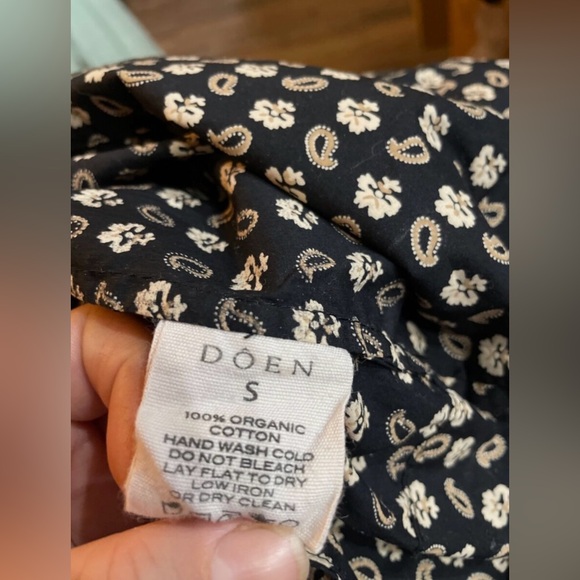 DÔEN
S
100% ORGANIC
COTTON
HAND WASH COLD
DO NOT BLEACH
LAY FLAT TO DRY
LOW IRON
OR DRY CLEAN